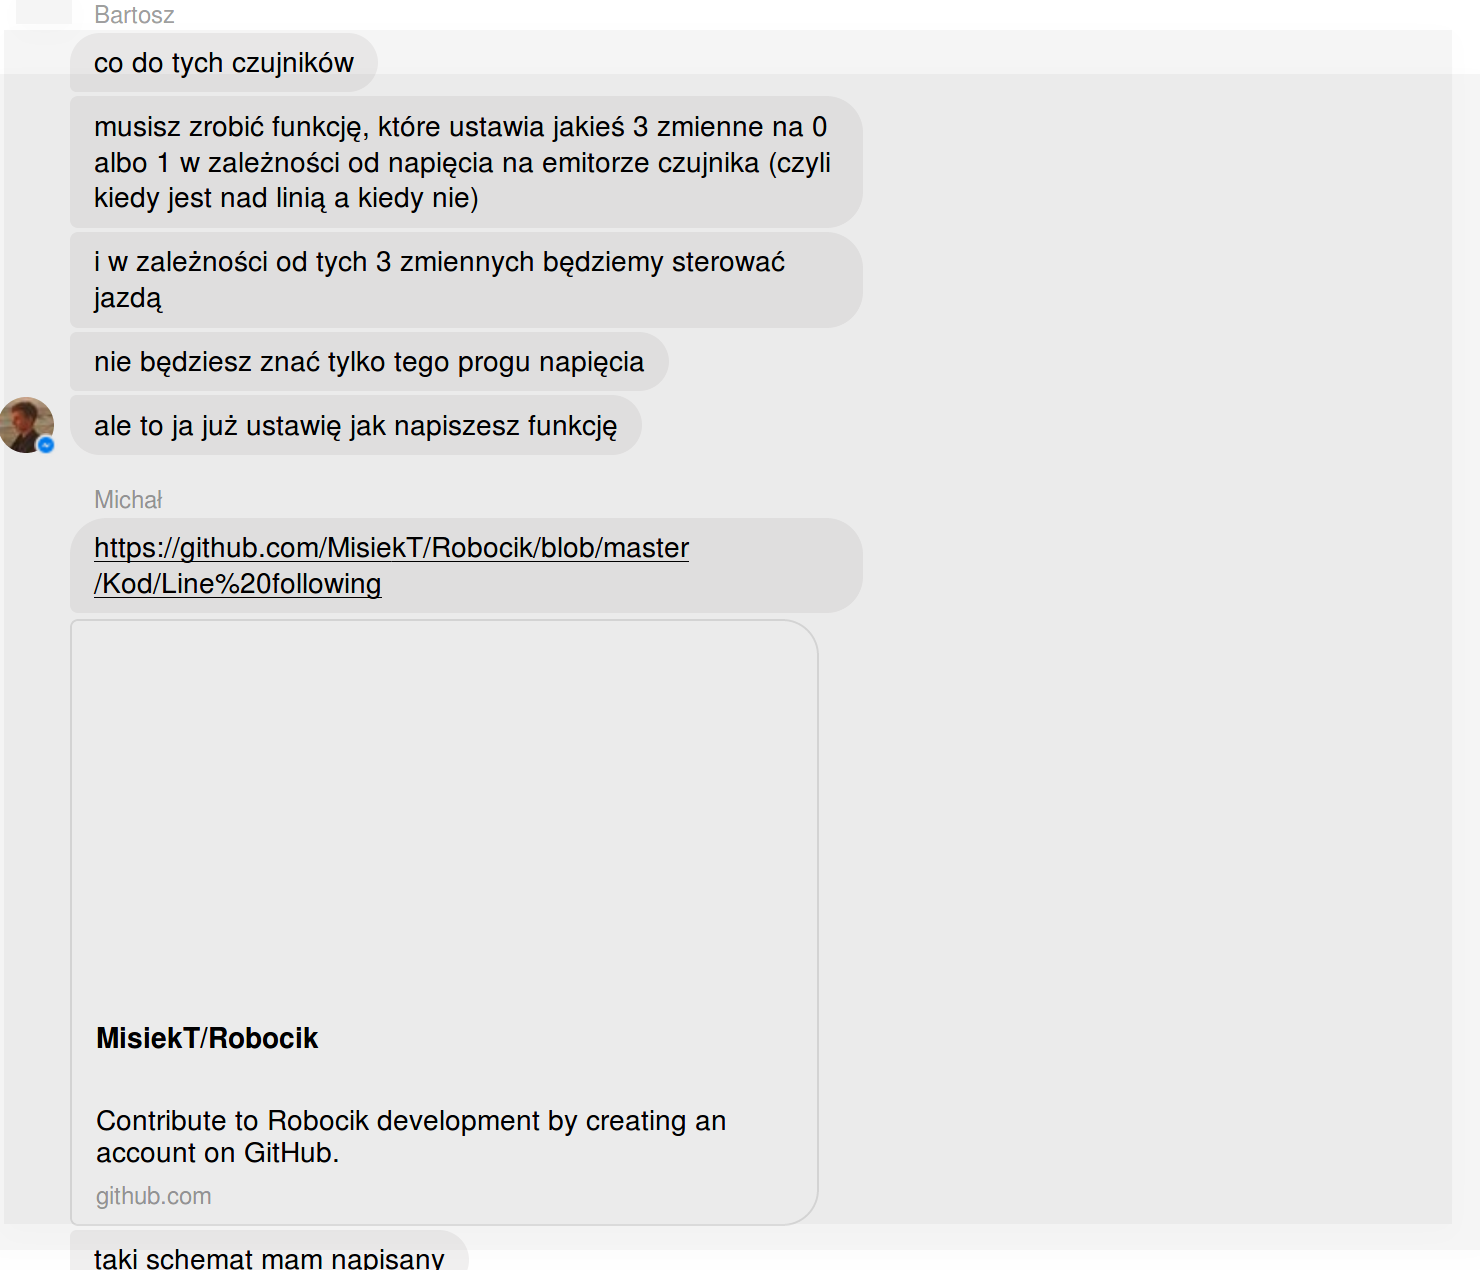 Bartosz
co do tych czujników
musisz zrobić funkcję, które ustawia jakieś 3 zmienne na 0
albo 1 w zależności od napięcia na emitorze czujnika (czyli
kiedy jest nad linią a kiedy nie)
i w zależności od tych 3 zmiennych będziemy sterować
jazdą
nie będziesz znać tylko tego progu napięcia
ale to ja już ustawię jak napiszesz funkcję
Michał
https://github.com/MisiekT/Robocik/blob/master
/Kod/Line%20following
MisiekT/Robocik
Contribute to Robocik development by creating an
account on GitHub.
github.com
taki schemat mam napisany